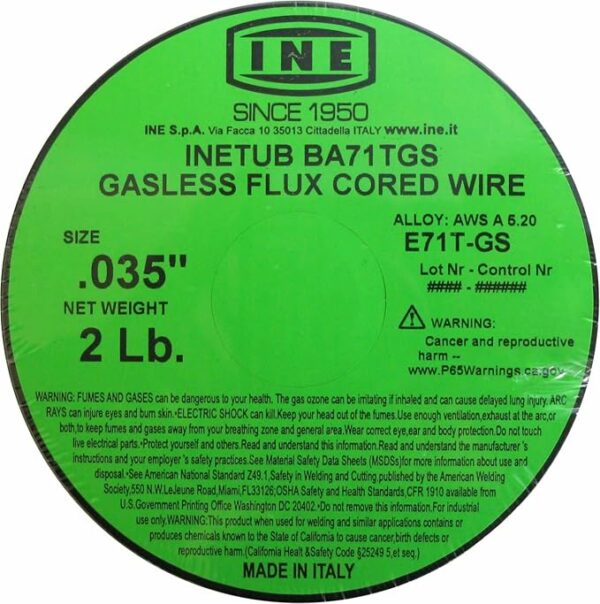 INE
SINCE 1950
INE S.p.A. Via Facca 10 35013 Cittadella ITALY www.ine.it
INETUB BA71TGS
GASLESS FLUX CORED WIRE
SIZE
.035"
NET WEIGHT
2 Lb.
ALLOY: AWS A 5.20
E71T-GS
Lot Nr - Control Nr
#### - ######
WARNING:
Cancer and reproductive
harm --
www.P65Warnings.ca.gov
WARNING: FUMES AND GASES can be dangerous to your health. The gas ozone can be irritating if inhaled and can cause delayed lung injury. ARC
RAYS can injure eyes and burn skin.•ELECTRIC SHOCK can kill.Keep your head out of the fumes.Use enough ventilation,exhaust at the arc,or
both,to keep fumes and gases away from your breathing zone and general area.Wear correct eye,ear and body protection.Do not touch
live electrical parts.•Protect yourself and others.Read and understand this information.Read and understand the manufacturer 's
instructions and your employer 's safety practices.See Material Safety Data Sheets (MSDSs)for more information about use and
disposal.•See American National Standard Z49.1,Safety in Welding and Cutting.published by the American Welding
Society,550 N.W.LeJeune Road,Miami,FL33126;OSHA Safety and Health Standards,CFR 1910 available from
U.S.Government Printing Office Washington DC 20402.•Do not remove this information.For industrial
use only.WARNING:This product when used for welding and similar applications contains or
produces chemicals known to the State of California to cause cancer,birth defects or
reproductive harm.(California Healt &Safety Code §25249 5,et seq.)
MADE IN ITALY